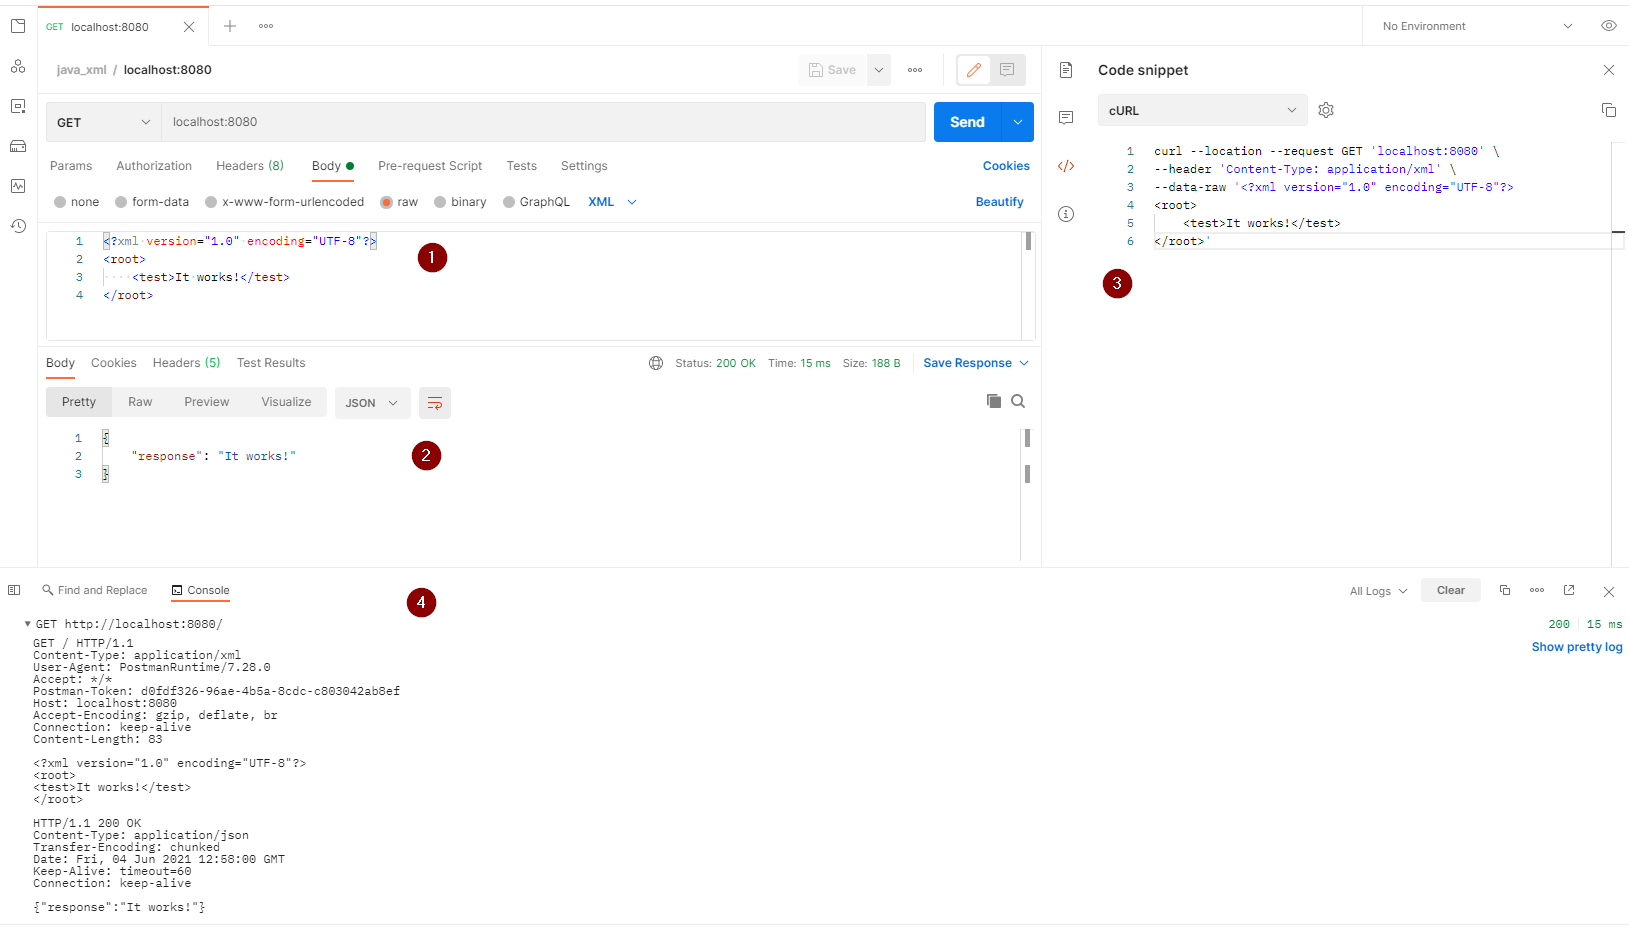 GET localhost:8080
No Environment
java_xml / localhost:8080
Save
GET
localhost:8080
Send
Params Authorization Headers (8) Body Pre-request Script Tests Settings
Cookies
none form-data x-www-form-urlencoded raw binary GraphQL XML
Beautify
1 <?xml version="1.0" encoding="UTF-8"?>
2 <root>
3 <test>It works!</test>
4 </root>
1
Body Cookies Headers (5) Test Results
Status: 200 OK Time: 15 ms Size: 188 B
Save Response
Pretty Raw Preview Visualize JSON
1 {
2 "response": "It works!"
3 }
2
Code snippet
cURL
1 curl --location --request GET 'localhost:8080' \
2 --header 'Content-Type: application/xml' \
3 --data-raw '<?xml version="1.0" encoding="UTF-8"?>
4 <root>
5 <test>It works!</test>
6 </root>'
3
Find and Replace Console
4
All Logs Clear
GET http://localhost:8080/
200 15 ms
Show pretty log
GET / HTTP/1.1
Content-Type: application/xml
User-Agent: PostmanRuntime/7.28.0
Accept: */*
Postman-Token: d0fdf326-96ae-4b5a-8cdc-c803042ab8ef
Host: localhost:8080
Accept-Encoding: gzip, deflate, br
Connection: keep-alive
Content-Length: 83
<?xml version="1.0" encoding="UTF-8"?>
<root>
<test>It works!</test>
</root>
HTTP/1.1 200 OK
Content-Type: application/json
Transfer-Encoding: chunked
Date: Fri, 04 Jun 2021 12:58:00 GMT
Keep-Alive: timeout=60
Connection: keep-alive
{"response":"It works!"}